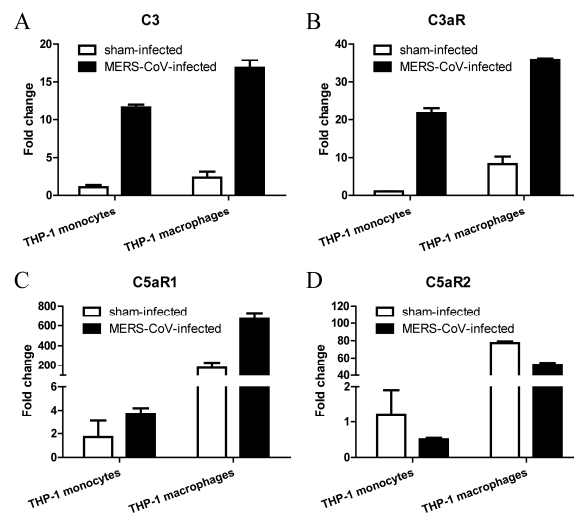 A
C3
sham-infected
MERS-CoV-infected
Fold change
20
15
10
5
0
THP-1 monocytes
THP-1 macrophages
B
C3aR
sham-infected
MERS-CoV-infected
Fold change
40
30
20
10
0
THP-1 monocytes
THP-1 macrophages
C
C5aR1
sham-infected
MERS-CoV-infected
Fold change
800
600
400
200
6
4
2
0
THP-1 monocytes
THP-1 macrophages
D
C5aR2
sham-infected
MERS-CoV-infected
Fold change
120
100
80
60
40
2
1
0
THP-1 monocytes
THP-1 macrophages